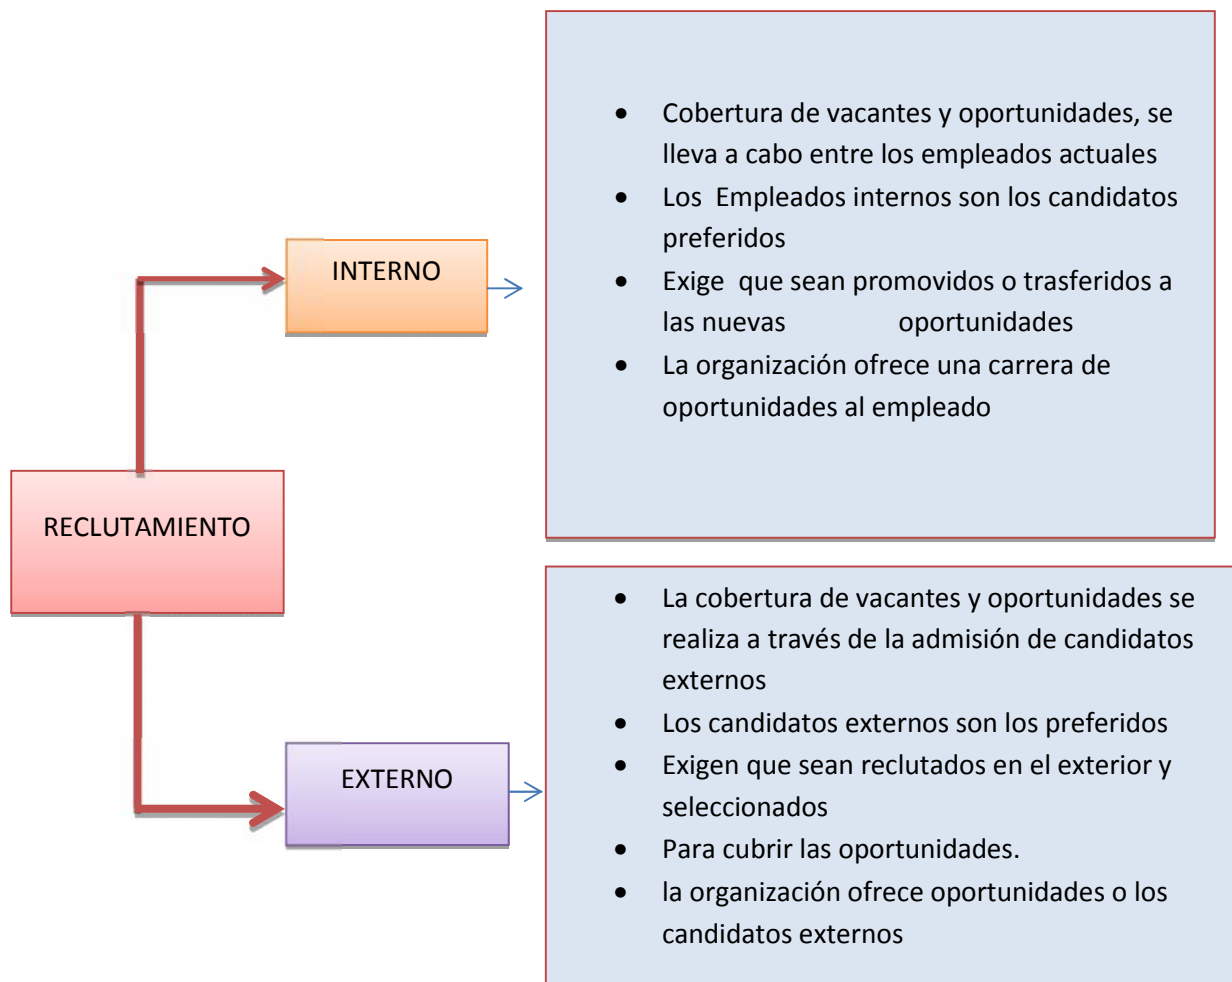 RECLUTAMIENTO
INTERNO
• Cobertura de vacantes y oportunidades, se
lleva a cabo entre los empleados actuales
• Los Empleados internos son los candidatos
preferidos
• Exige que sean promovidos o trasferidos a
las nuevas oportunidades
• La organización ofrece una carrera de
oportunidades al empleado
EXTERNO
• La cobertura de vacantes y oportunidades se
realiza a través de la admisión de candidatos
externos
• Los candidatos externos son los preferidos
• Exigen que sean reclutados en el exterior y
seleccionados
• Para cubrir las oportunidades.
• la organización ofrece oportunidades o los
candidatos externos